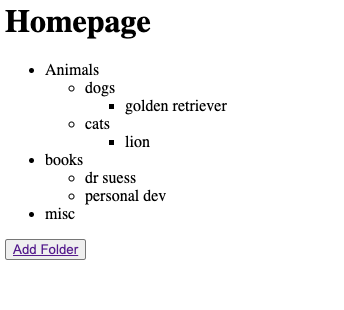 Homepage
Animals
dogs
golden retriever
cats
lion
books
dr suess
personal dev
misc
Add Folder